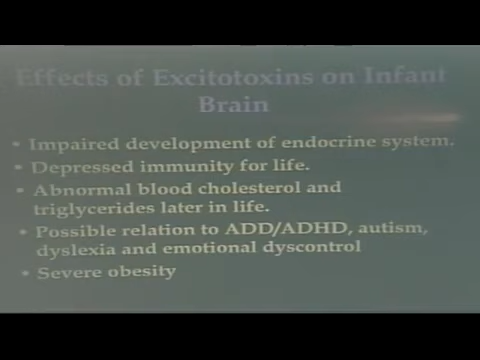 Effects of Excitotoxins on Infant
Brain
• Impaired development of endocrine system.
• Depressed immunity for life.
• Abnormal blood cholesterol and
triglycerides later in life.
• Possible relation to ADD/ADHD, autism,
dyslexia and emotional dyscontrol
• Severe obesity